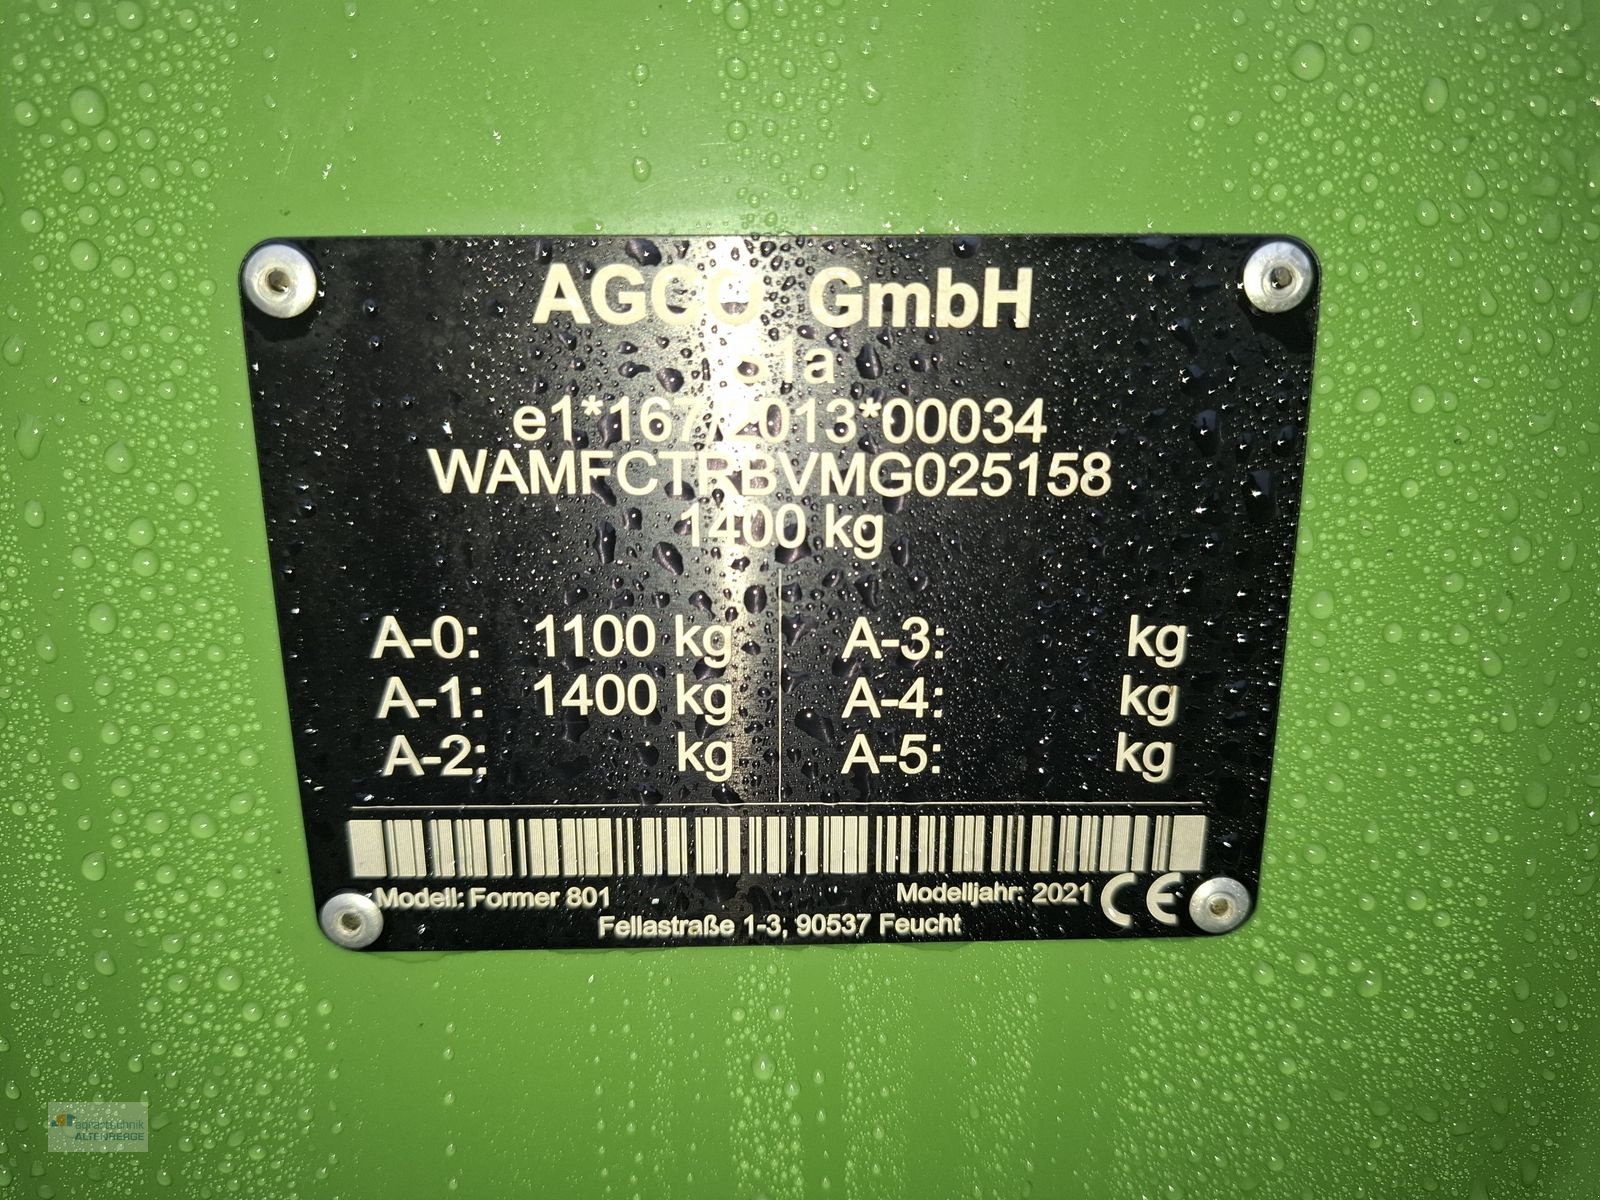 AGCO GmbH
e1*167/2013*00034
WAMFCTRBVMG025158
1400 kg
A-0: 1100 kg A-3: kg
A-1: 1400 kg A-4: kg
A-2: kg A-5: kg
Modell: Former 801 Modelljahr: 2021 CE
Fellastraße 1-3, 90537 Feucht
agrartechnik
ALTENBERGE